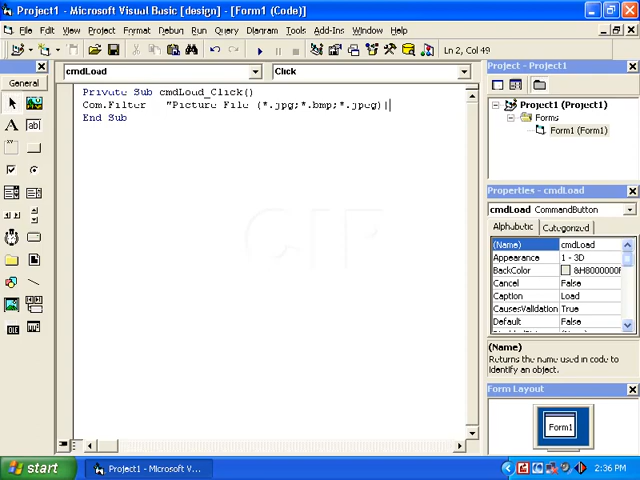 Project1 - Microsoft Visual Basic [design] - [Form1 (Code)]
File Edit View Project Format Debug Run Query Diagram Tools Add-Ins Window Help
Ln 2, Col 49
General
cmdLoad
Click
Private Sub cmdLoad_Click()
Com.Filter "Picture File (*.jpg;*.bmp;*.jpeg)|
End Sub
Project - Project1
Project1 (Project1)
Forms
Form1 (Form1)
Properties - cmdLoad
cmdLoad CommandButton
Alphabetic Categorized
(Name) cmdLoad
Appearance 1 - 3D
BackColor &H8000000F
Cancel False
Caption Load
CausesValidation True
Default False
(Name)
Returns the name used in code to
identify an object.
Form Layout
Form1
start
Project1 - Microsoft V...
2:36 PM